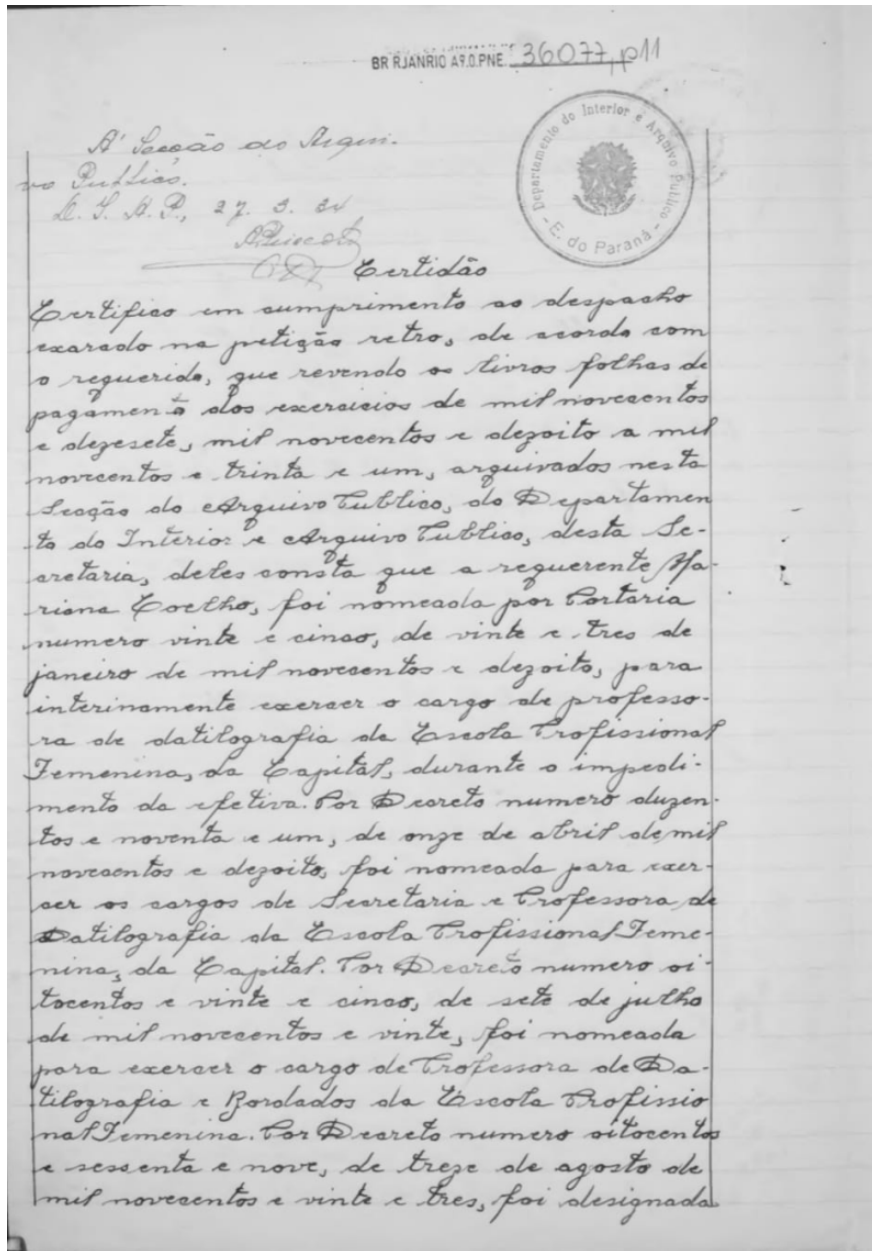 BR RJANRIO A9.0.PNE. 36077, p11
Departamento do Interior e Arquivo Publico
- E. do Paraná -
A' Secção do Arqui-
vo Publico.
D. I. A. P., 27. 3. 34
Certidão
Certifico em cumprimento ao despacho
exarado na petição retro, de acordo com
o requerido, que revendo os livros folhas de
pagamento dos exercicios de mil novecentos
e dezesete, mil novecentos e dezoito a mil
novecentos e trinta e um, arquivados nesta
Secção do Arquivo Publico, do Departamen
to do Interior e Arquivo Publico, desta Se-
cretaria, deles consta que a requerente Ma-
riana Coelho, foi nomeada por Portaria
numero vinte e cinco, de vinte e tres de
janeiro de mil novecentos e dezoito, para
interinamente exercer o cargo de professo-
ra de datilografia da Escola Profissional
Femenina, da Capital, durante o impedi-
mento da efetiva. Por Decreto numero duzen-
tos e noventa e um, de onze de abril de mil
novecentos e dezoito, foi nomeada para exer-
cer os cargos de Secretaria e Professora de
Datilografia da Escola Profissional Feme-
nina, da Capital. Por Decreto numero oi-
tocentos e vinte e cinco, de sete de julho
de mil novecentos e vinte, foi nomeada
para exercer o cargo de Professora de Da-
tilografia e Bordados da Escola Profissio
nal Femenina. Por Decreto numero oitocentos
e sessenta e nove, de treze de agosto de
mil novecentos e vinte e tres, foi designada